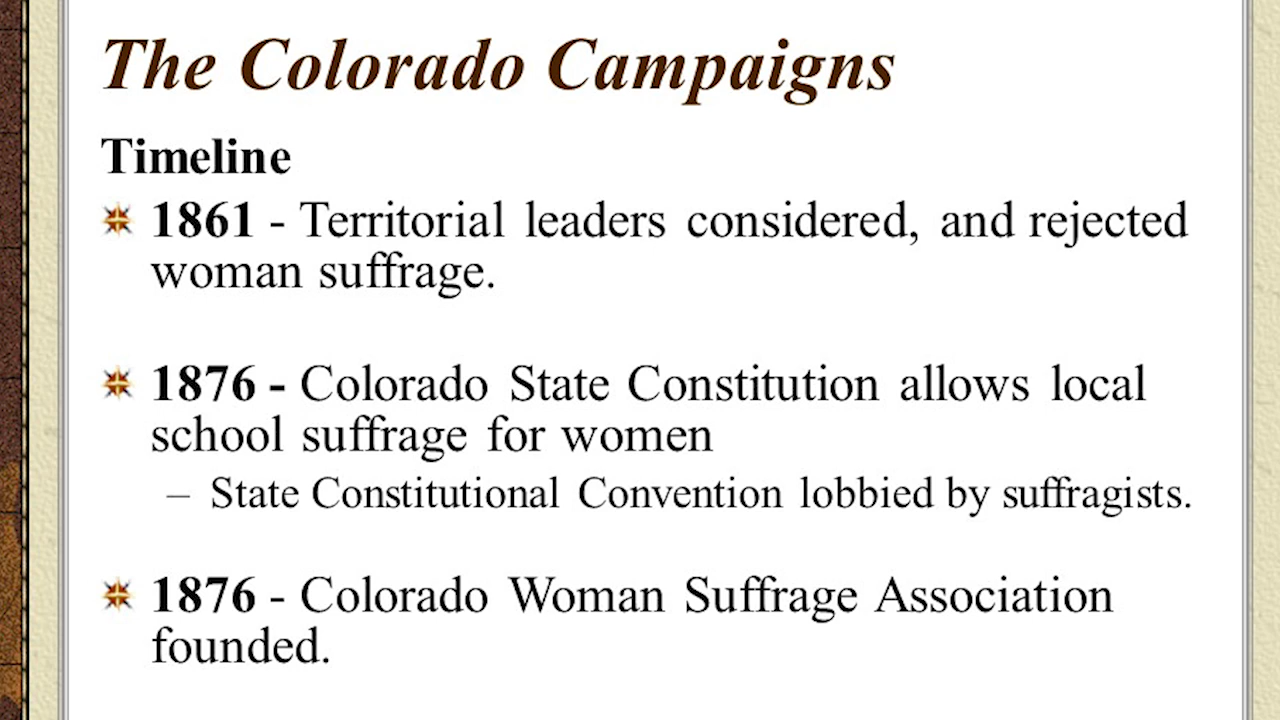 The Colorado Campaigns
Timeline
1861 - Territorial leaders considered, and rejected
woman suffrage.
1876 - Colorado State Constitution allows local
school suffrage for women
– State Constitutional Convention lobbied by suffragists.
1876 - Colorado Woman Suffrage Association
founded.